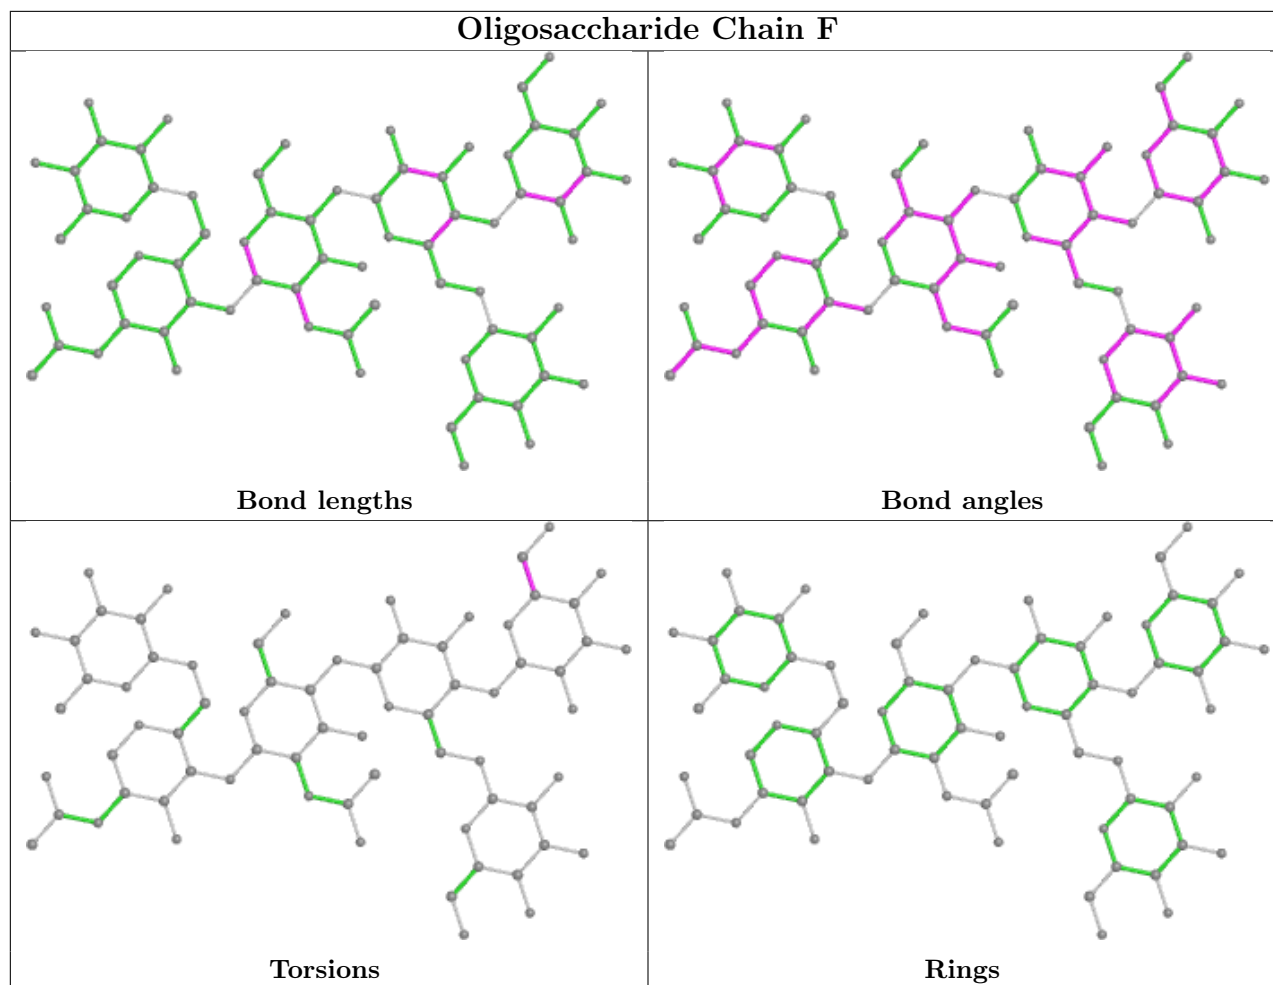 Oligosaccharide Chain F
Bond lengths
Bond angles
Torsions
Rings